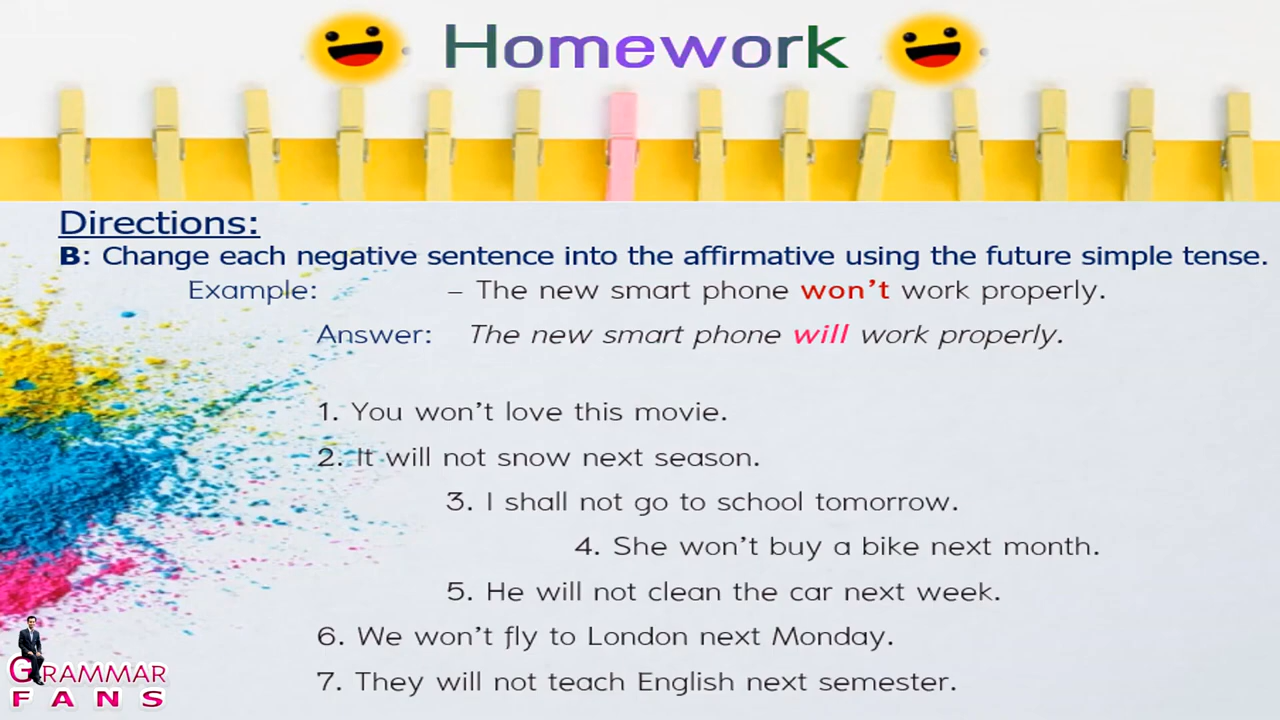 Homework
Directions:
B: Change each negative sentence into the affirmative using the future simple tense.
Example: – The new smart phone won't work properly.
Answer: The new smart phone will work properly.
1. You won't love this movie.
2. It will not snow next season.
3. I shall not go to school tomorrow.
4. She won't buy a bike next month.
5. He will not clean the car next week.
6. We won't fly to London next Monday.
7. They will not teach English next semester.
GRAMMAR
FANS